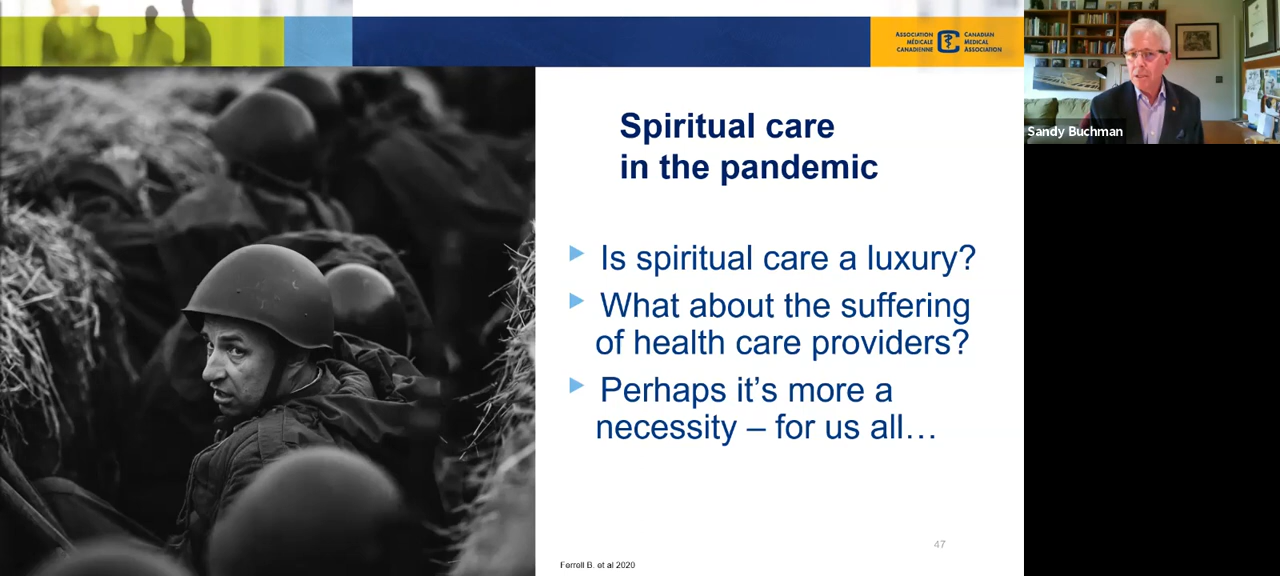 ASSOCIATION
MÉDICALE
CANADIENNE
CANADIAN
MEDICAL
ASSOCIATION
Sandy Buchman
Spiritual care
in the pandemic
Is spiritual care a luxury?
What about the suffering
of health care providers?
Perhaps it’s more a
necessity – for us all…
47
Ferrell B. et al 2020